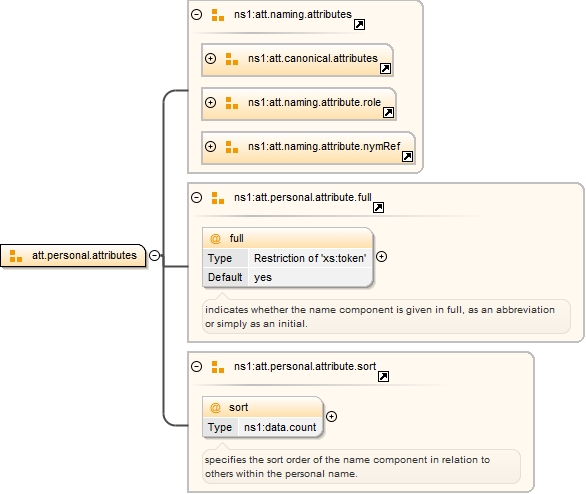 ns1:att.naming.attributes
ns1:att.canonical.attributes
ns1:att.naming.attribute.role
ns1:att.naming.attribute.nymRef
att.personal.attributes
ns1:att.personal.attribute.full
@ full
Type Restriction of 'xs:token'
Default yes
indicates whether the name component is given in full, as an abbreviation
or simply as an initial.
ns1:att.personal.attribute.sort
@ sort
Type ns1:data.count
specifies the sort order of the name component in relation to
others within the personal name.